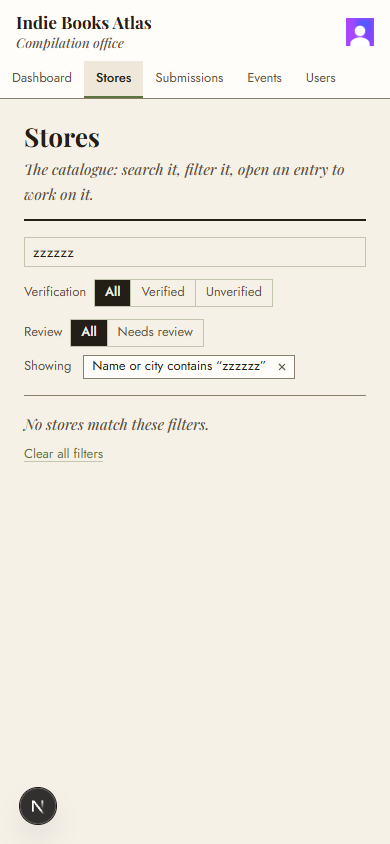 Indie Books Atlas
Compilation office
Dashboard Stores Submissions Events Users
Stores
The catalogue: search it, filter it, open an entry to
work on it.
zzzzzz
Verification All Verified Unverified
Review All Needs review
Showing Name or city contains “zzzzzz” ×
No stores match these filters.
Clear all filters
N